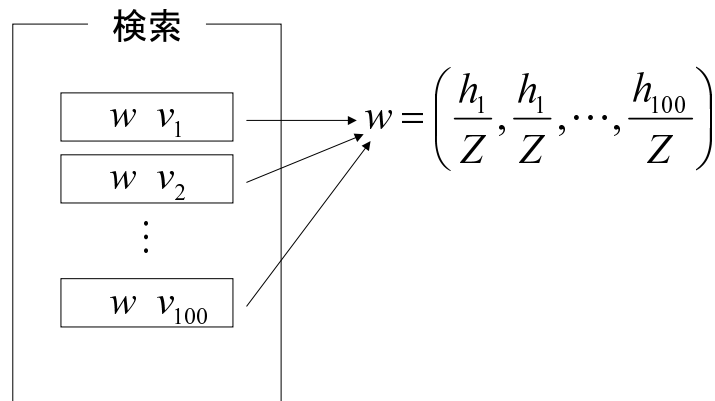 検索
w v₁
w v₂
⋮
w v₁₀₀
w = (h₁/Z, h₁/Z, ⋯, h₁₀₀/Z)